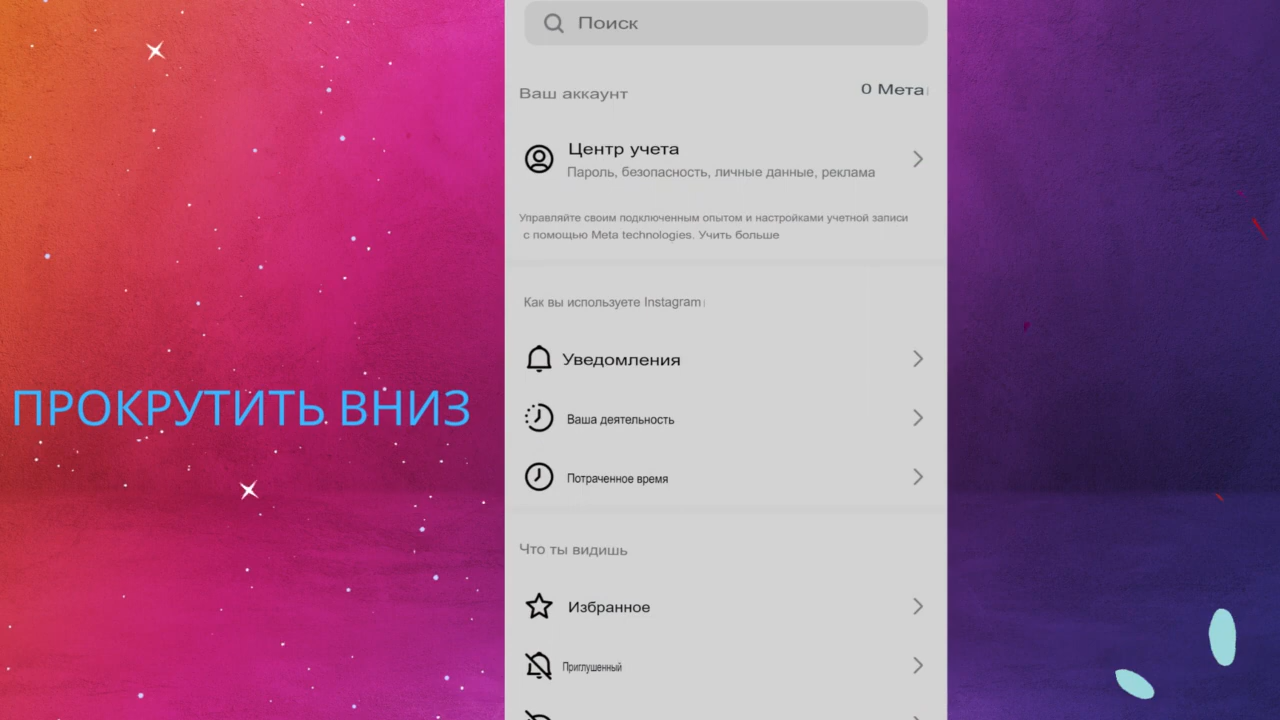 Поиск
Ваш аккаунт
0 Мета
Центр учета
Пароль, безопасность, личные данные, реклама
Управляйте своим подключенным опытом и настройками учетной записи
с помощью Meta technologies. Учить больше
Как вы используете Instagram
Уведомления
ПРОКРУТИТЬ ВНИЗ
Ваша деятельность
Потраченное время
Что ты видишь
Избранное
Приглушенный